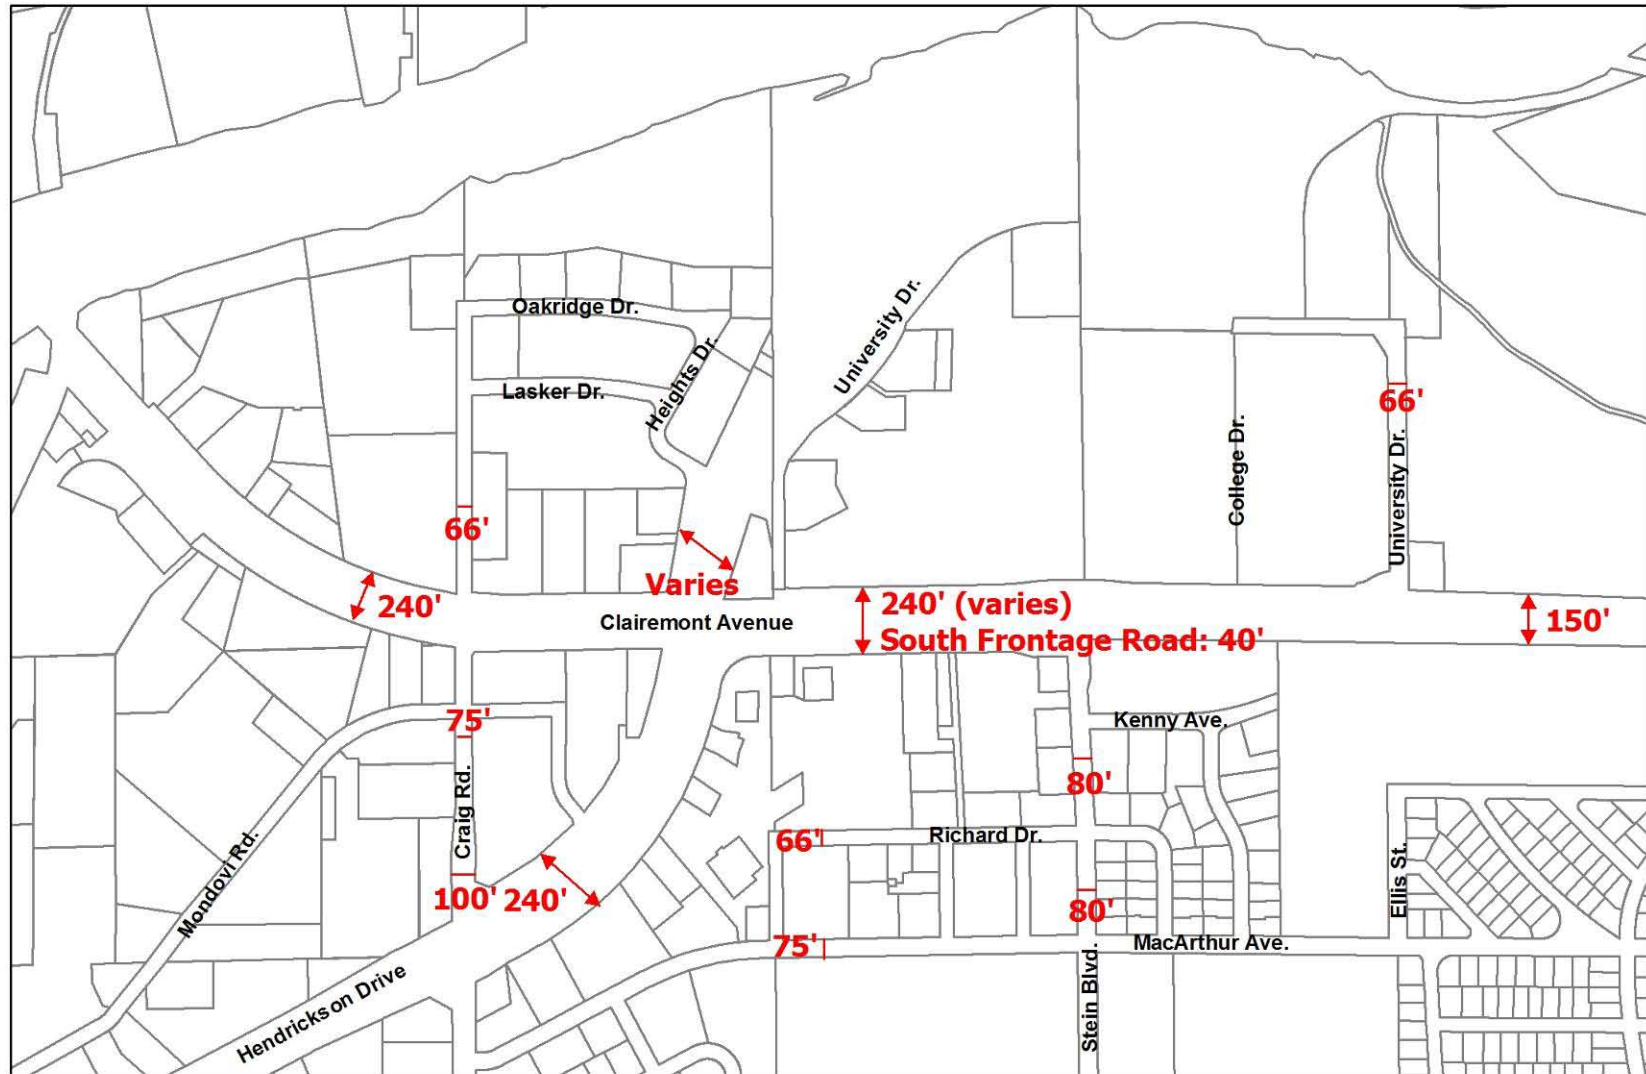 Oakridge Dr.
Lasker Dr.
Heights Dr.
University Dr.
66'
College Dr.
University Dr.
66'
Varies
240'
Clairemont Avenue
240' (varies)
South Frontage Road: 40'
150'
75'
Kenny Ave.
Craig Rd.
80'
Mondovi Rd.
66'
Richard Dr.
Ellis St.
100'
240'
80'
75'
MacArthur Ave.
Stein Blvd.
Hendrickson Drive